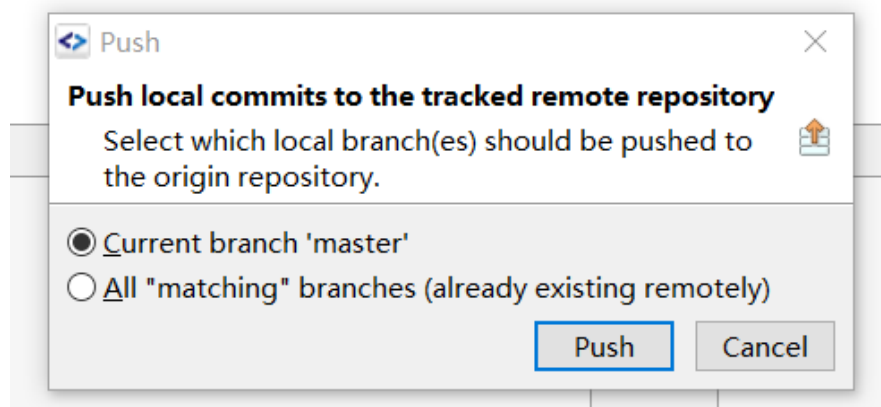 Push
Push local commits to the tracked remote repository
Select which local branch(es) should be pushed to
the origin repository.
Current branch 'master'
All "matching" branches (already existing remotely)
Push Cancel